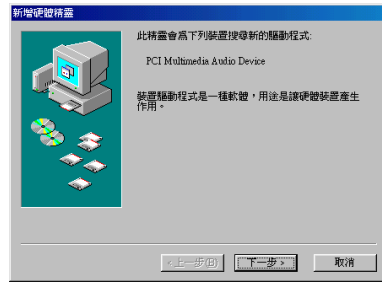 新增硬體精靈
此精靈會為下列裝置搜尋新的驅動程式:
PCI Multimedia Audio Device
裝置驅動程式是一種軟體，用途是讓硬體裝置產生
作用。
<上一步(B) 下一步> 取消